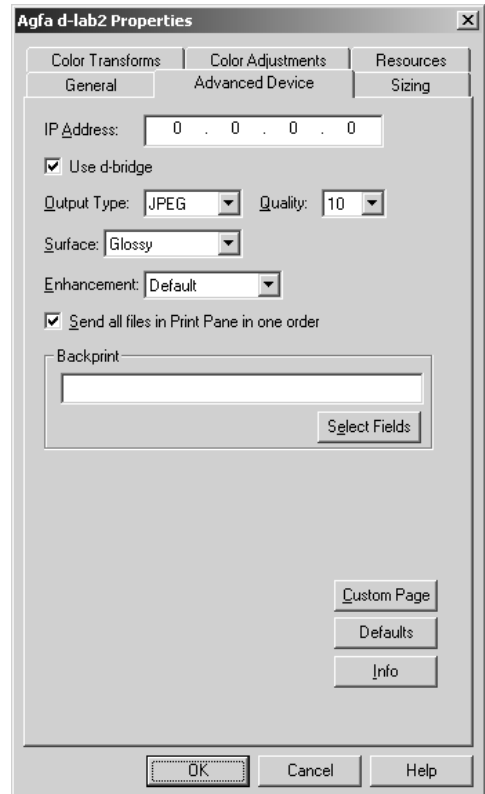 Agfa d-lab2 Properties
Color Transforms Color Adjustments Resources
General Advanced Device Sizing
IP Address: 0 . 0 . 0 . 0
Use d-bridge
Output Type: JPEG Quality: 10
Surface: Glossy
Enhancement: Default
Send all files in Print Pane in one order
Backprint
Select Fields
Custom Page
Defaults
Info
OK Cancel Help